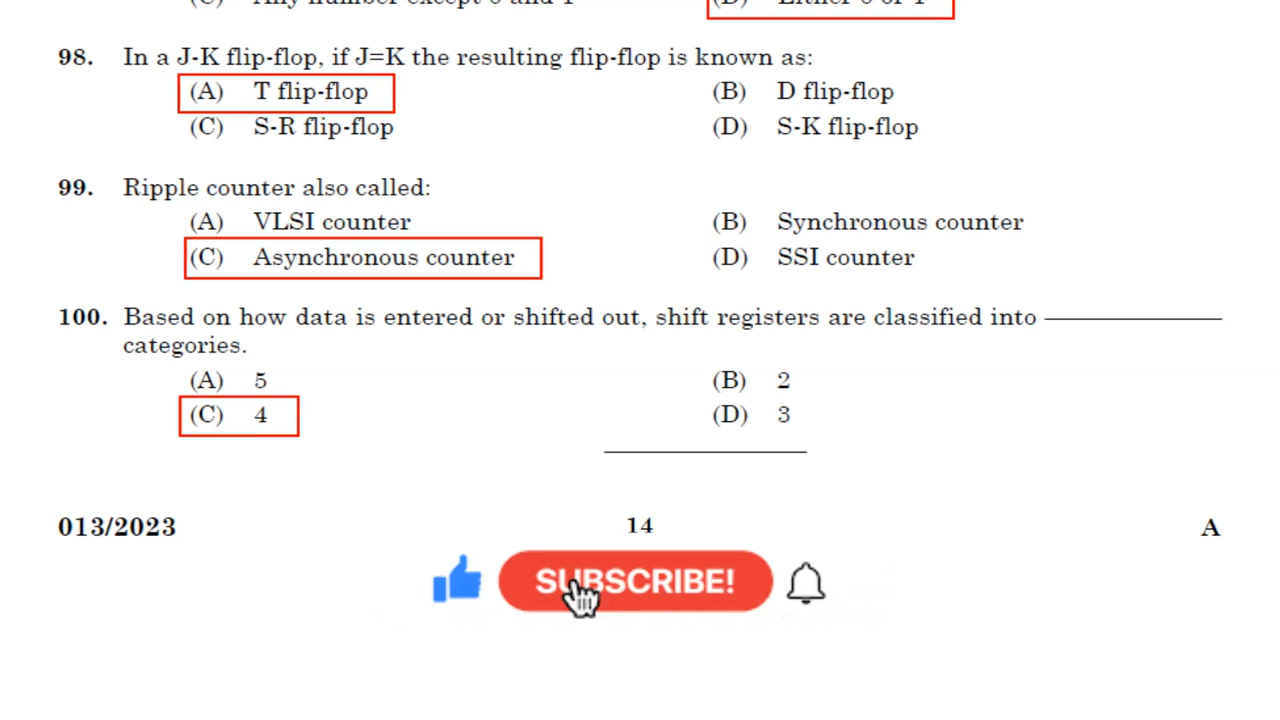 98. In a J-K flip-flop, if J=K the resulting flip-flop is known as:
(A) T flip-flop (B) D flip-flop
(C) S-R flip-flop (D) S-K flip-flop
99. Ripple counter also called:
(A) VLSI counter (B) Synchronous counter
(C) Asynchronous counter (D) SSI counter
100. Based on how data is entered or shifted out, shift registers are classified into
categories.
(A) 5 (B) 2
(C) 4 (D) 3
013/2023 14 A
SUBSCRIBE!